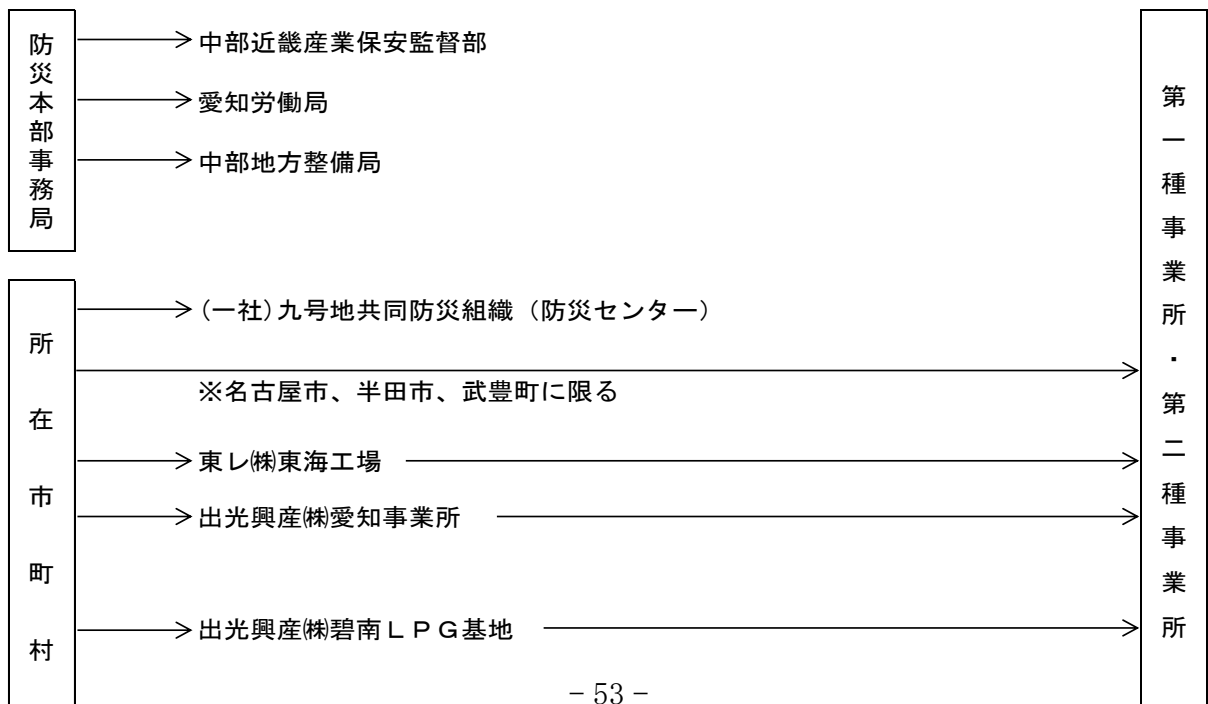 防災本部事務局
中部近畿産業保安監督部
愛知労働局
中部地方整備局
所在市町村
(一社)九号地共同防災組織（防災センター）
※名古屋市、半田市、武豊町に限る
東レ㈱東海工場
出光興産㈱愛知事業所
出光興産㈱碧南ＬＰＧ基地
第一種事業所・第二種事業所
- 53 -